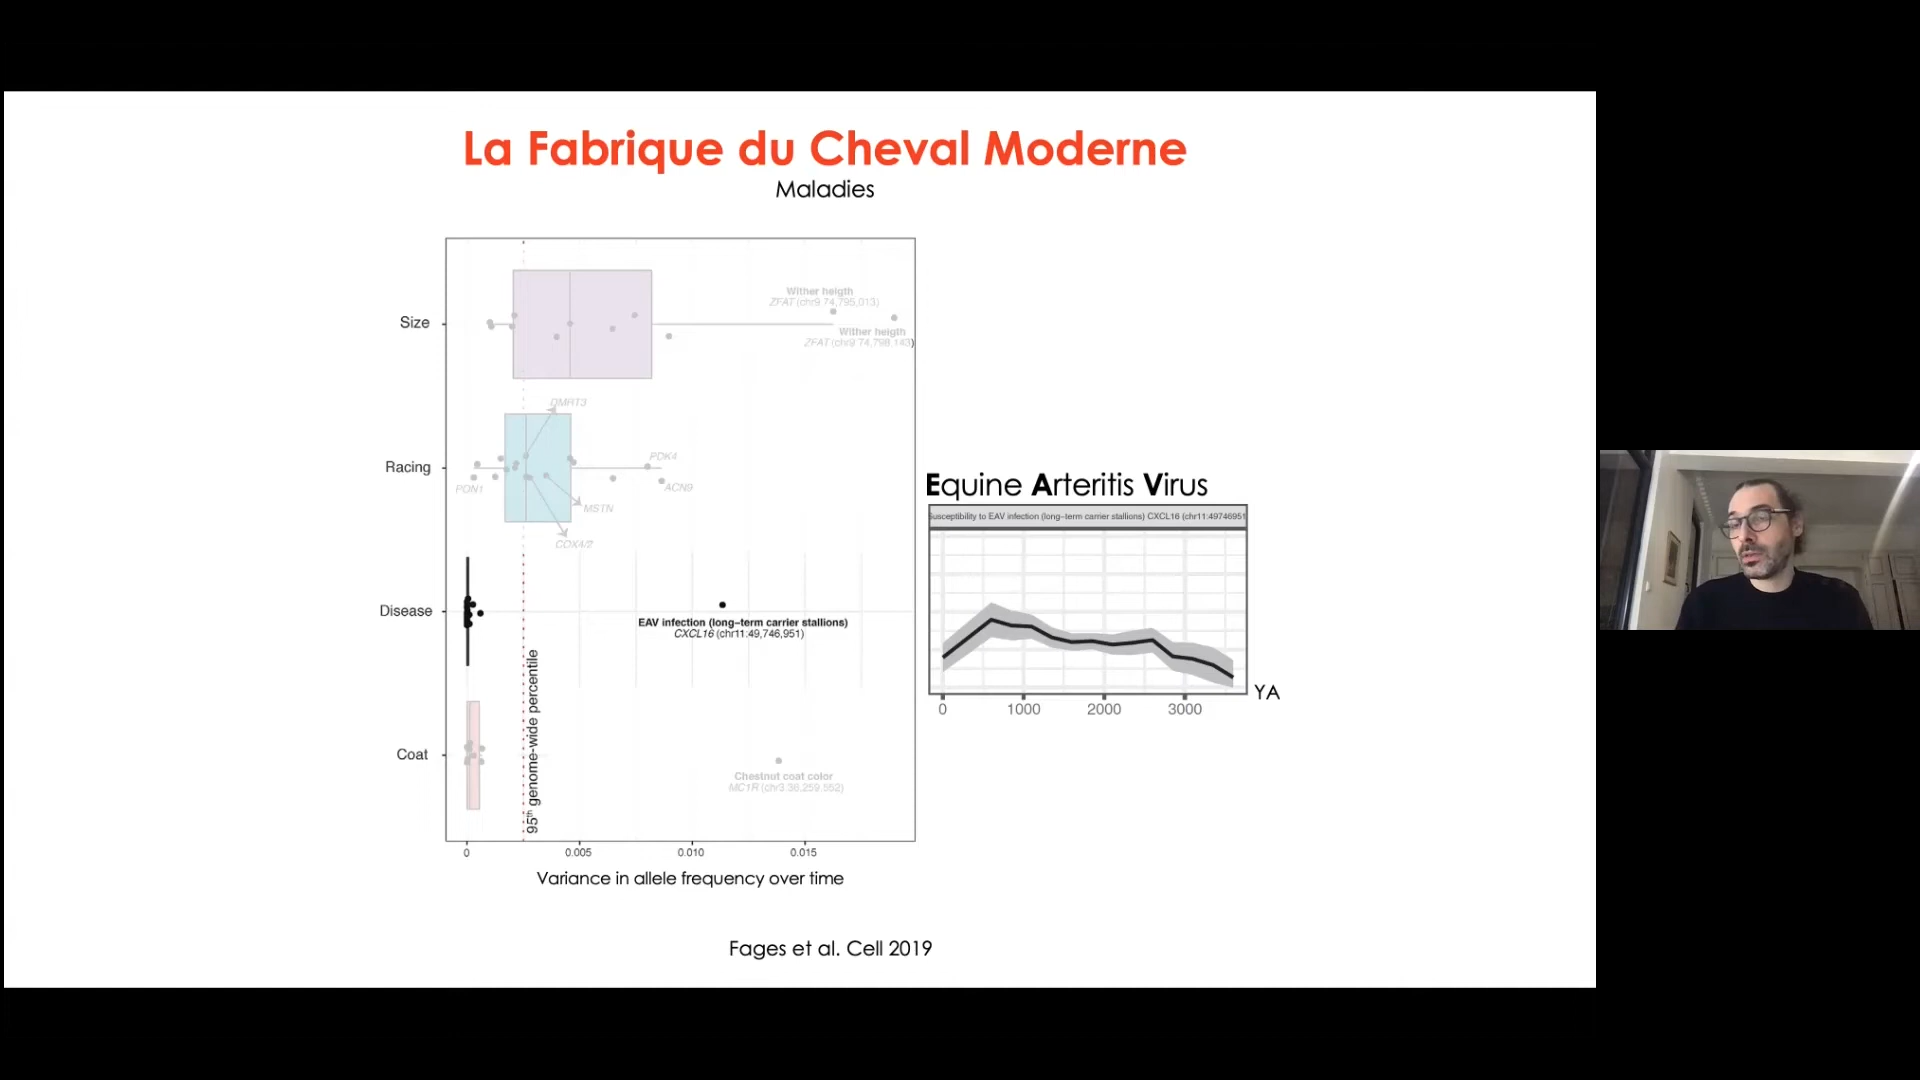 La Fabrique du Cheval Moderne
Maladies
Size
Wither heigth
ZFAT (chr9 74,795,013)
Wither heigth
ZFAT (chr9 74,798,143)
DMRT3
Racing
PDK4
PON1
ACN9
MSTN
COX4/2
Equine Arteritis Virus
Susceptibility to EAV infection (long-term carrier stallions) CXCL16 (chr11:49746951
YA
0 1000 2000 3000
Disease
EAV infection (long-term carrier stallions)
CXCL16 (chr11:49,746,951)
95th genome-wide percentile
Coat
Chestnut coat color
MC1R (chr3.36,259,552)
0 0.005 0.010 0.015
Variance in allele frequency over time
Fages et al. Cell 2019